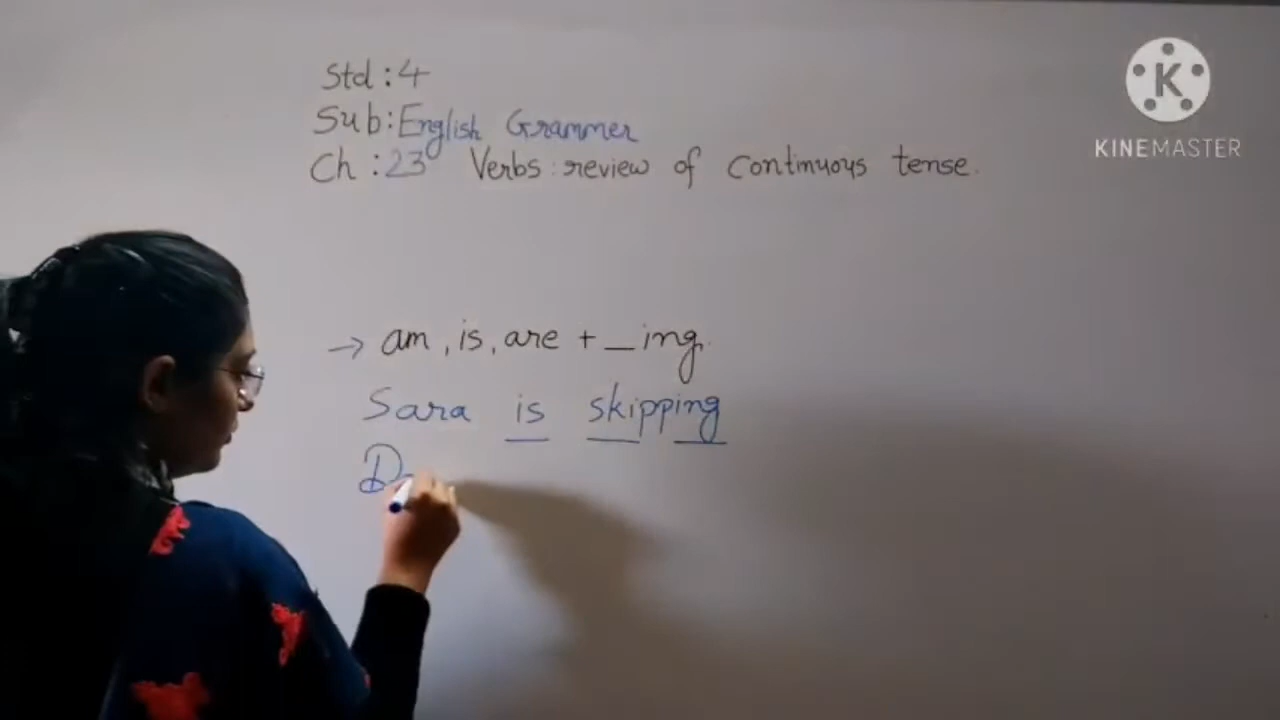 Std : 4
Sub : English Grammer
Ch : 23 Verbs : review of continuous tense.
K
KINEMASTER
→ am , is, are + _ ing.
Sara is skipping
D